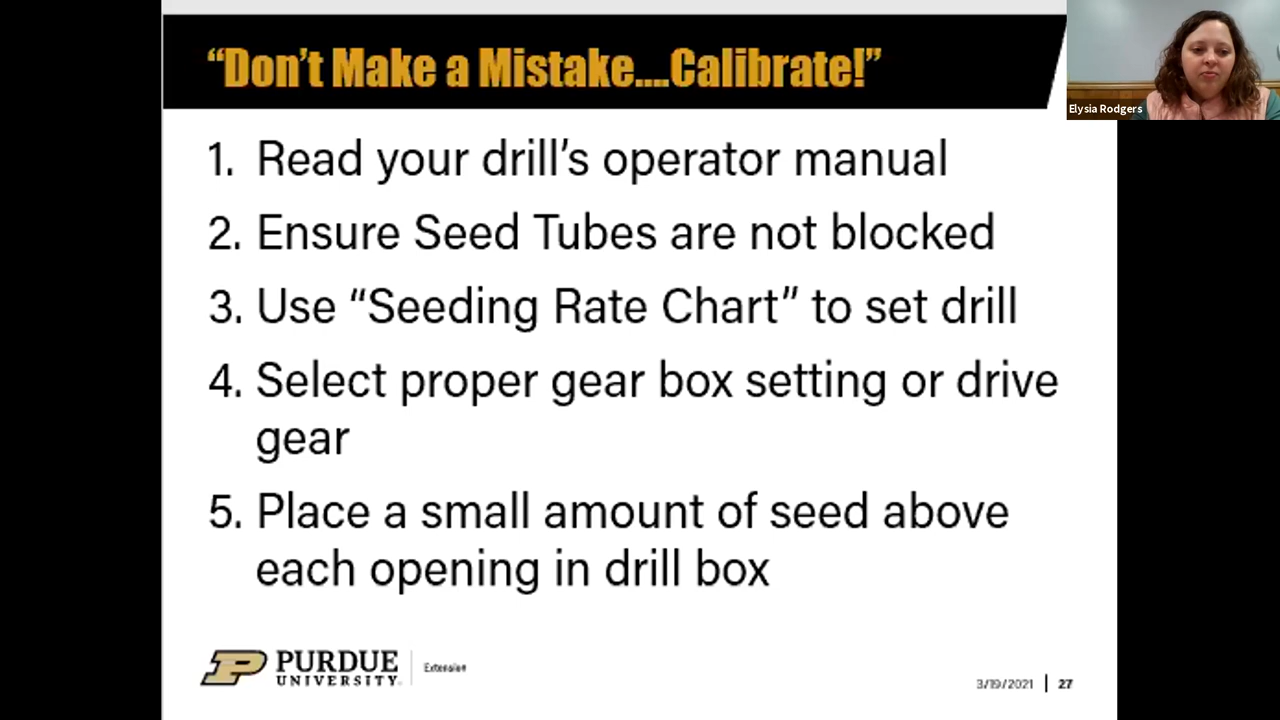 “Don’t Make a Mistake....Calibrate!”
Elysia Rodgers
1. Read your drill’s operator manual
2. Ensure Seed Tubes are not blocked
3. Use “Seeding Rate Chart” to set drill
4. Select proper gear box setting or drive
gear
5. Place a small amount of seed above
each opening in drill box
PURDUE
UNIVERSITY.
Extension
3/19/2021 | 27